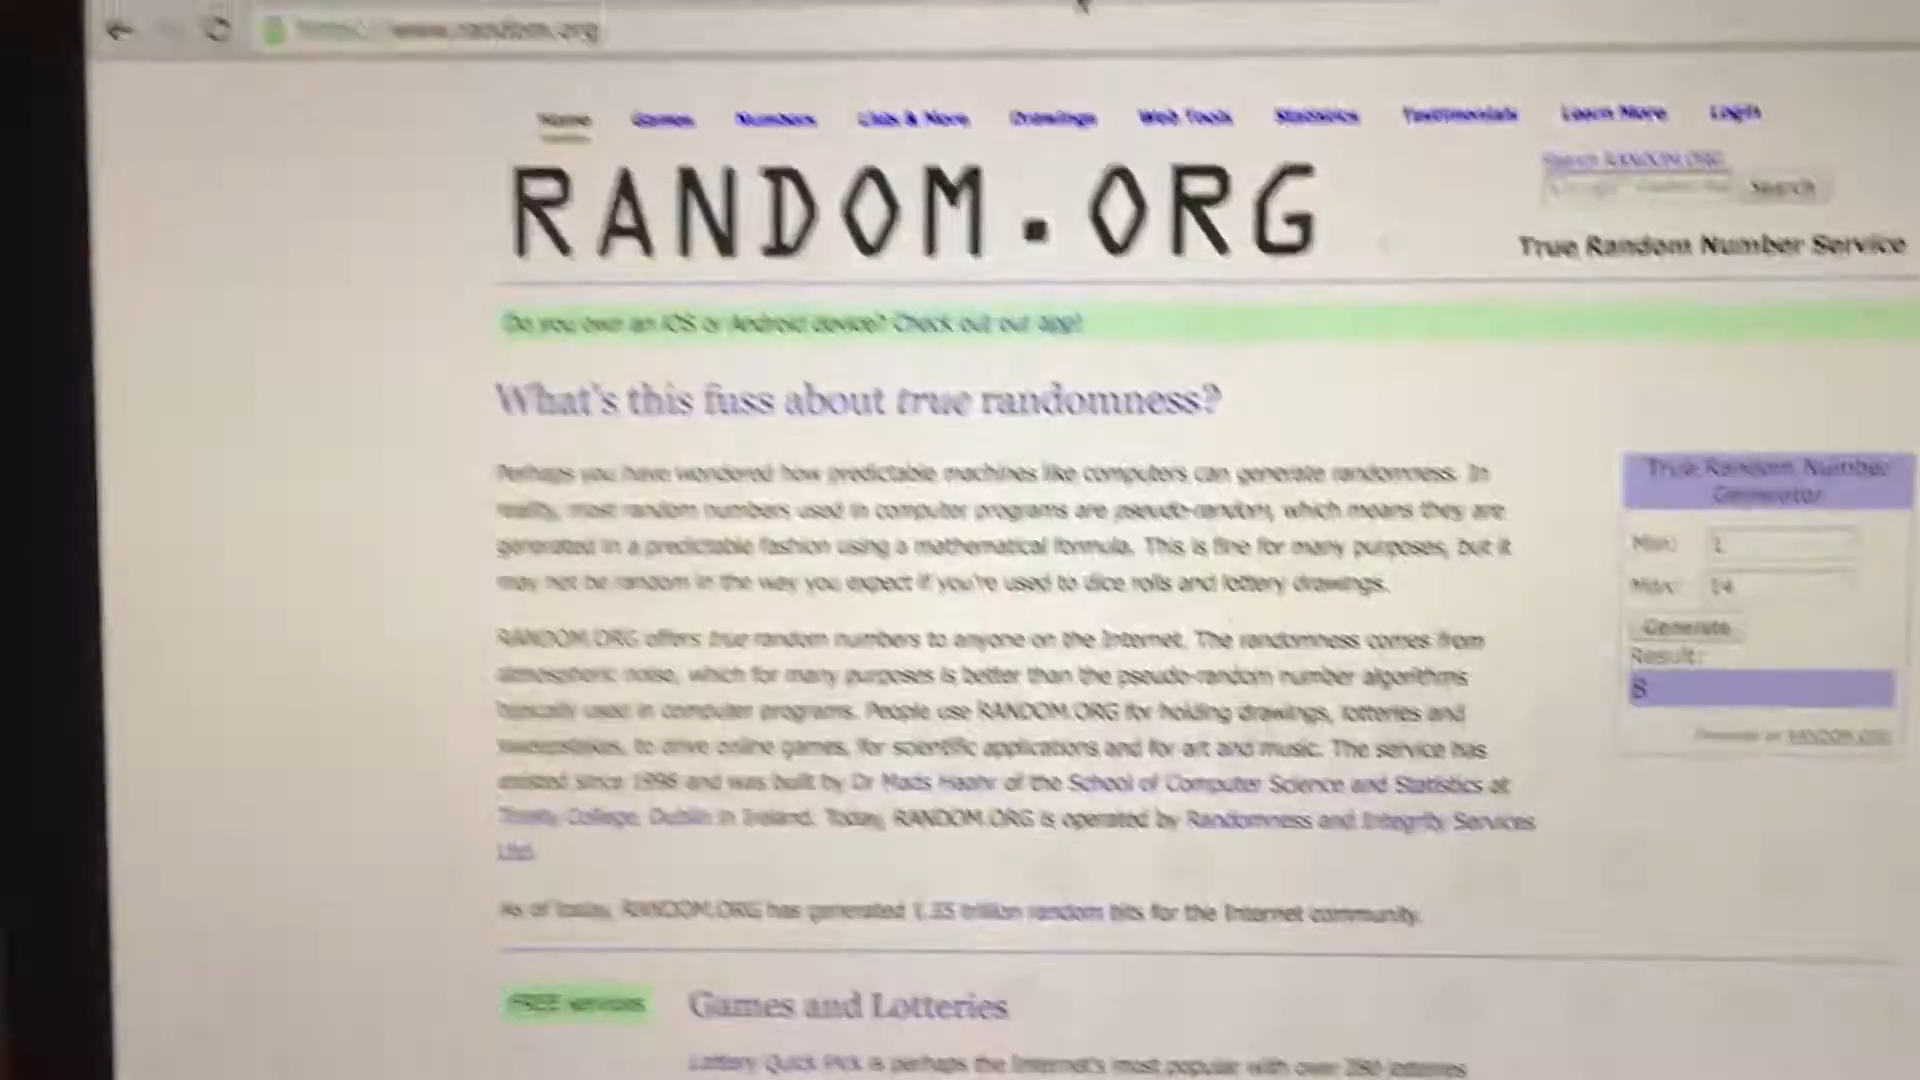 https://www.random.org
Home Games Numbers Lists & More Drawings Web Tools Statistics Testimonials Learn More Login
Search RANDOM.ORG
Search
RANDOM.ORG
True Random Number Service
Do you own an iOS or Android device? Check out our app!
What's this fuss about true randomness?
Perhaps you have wondered how predictable machines like computers can generate randomness. In
reality, most random numbers used in computer programs are pseudo-random, which means they are
generated in a predictable fashion using a mathematical formula. This is fine for many purposes, but it
may not be random in the way you expect if you're used to dice rolls and lottery drawings.
RANDOM.ORG offers true random numbers to anyone on the Internet. The randomness comes from
atmospheric noise, which for many purposes is better than the pseudo-random number algorithms
typically used in computer programs. People use RANDOM.ORG for holding drawings, lotteries and
sweepstakes, to drive online games, for scientific applications and for art and music. The service has
existed since 1998 and was built by Dr Mads Haahr of the School of Computer Science and Statistics at
Trinity College, Dublin in Ireland. Today, RANDOM.ORG is operated by Randomness and Integrity Services
Ltd.
As of today, RANDOM.ORG has generated trillion random bits for the Internet community.
True Random Number
Generator
Min: 1
Max: 14
Generate
Result:
8
Powered by RANDOM.ORG
FREE services
Games and Lotteries
Lottery Quick Pick is perhaps the Internet's most popular with over 280 lotteries